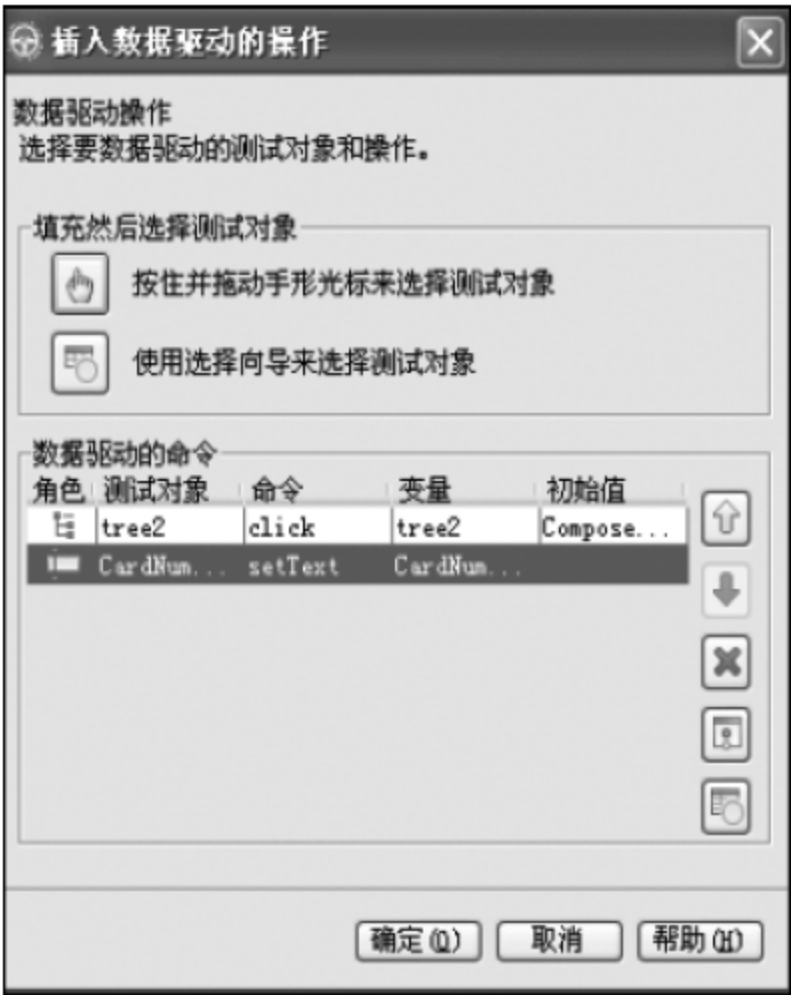 插入数据驱动的操作
数据驱动操作
选择要数据驱动的测试对象和操作。
填充然后选择测试对象
按住并拖动手形光标来选择测试对象
使用选择向导来选择测试对象
数据驱动的命令
角色 测试对象 命令 变量 初始值
tree2 click tree2 Compose...
CardNum... setText CardNum...
确定(O) 取消 帮助(H)